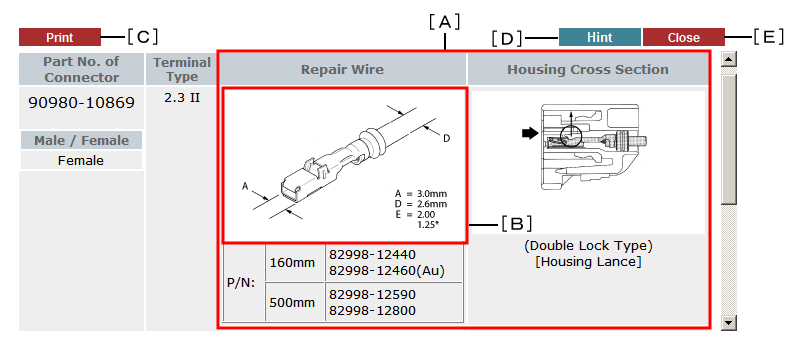 [A]
Print
[C]
[D]
Hint
Close
[E]
Part No. of
Connector
Terminal
Type
Repair Wire
Housing Cross Section
90980-10869
2.3 II
Male / Female
Female
D
A
A = 3.0mm
D = 2.6mm
E = 2.00
1.25*
[B]
(Double Lock Type)
[Housing Lance]
P/N:
160mm
82998-12440
82998-12460(Au)
500mm
82998-12590
82998-12800